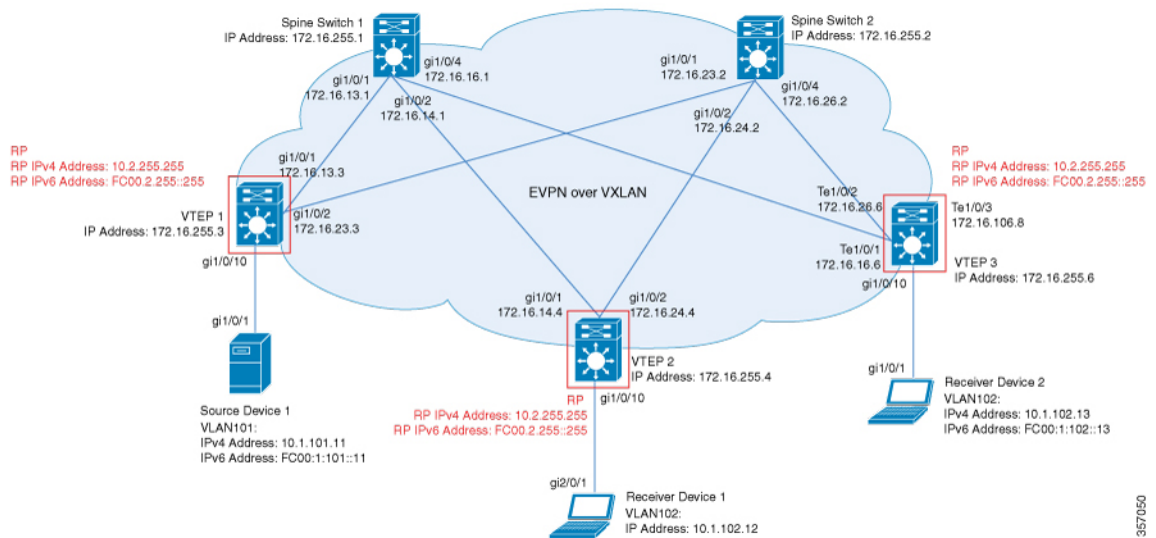 Spine Switch 1
IP Address: 172.16.255.1
Spine Switch 2
IP Address: 172.16.255.2
gi1/0/4
172.16.16.1
gi1/0/1
172.16.13.1
gi1/0/2
172.16.14.1
gi1/0/1
172.16.23.2
gi1/0/4
172.16.26.2
gi1/0/2
172.16.24.2
RP
RP IPv4 Address: 10.2.255.255
RP IPv6 Address: FC00.2.255::255
gi1/0/1
172.16.13.3
VTEP 1
IP Address: 172.16.255.3
gi1/0/2
172.16.23.3
gi1/0/10
EVPN over VXLAN
RP
RP IPv4 Address: 10.2.255.255
RP IPv6 Address: FC00.2.255::255
Te1/0/2
172.16.26.6
Te1/0/3
172.16.106.8
Te1/0/1
172.16.16.6
VTEP 3
IP Address: 172.16.255.6
gi1/0/10
gi1/0/1
172.16.14.4
gi1/0/2
172.16.24.4
VTEP 2
IP Address: 172.16.255.4
gi1/0/10
RP
RP IPv4 Address: 10.2.255.255
RP IPv6 Address: FC00.2.255::255
gi1/0/1
Source Device 1
VLAN101:
IPv4 Address: 10.1.101.11
IPv6 Address: FC00:1:101::11
gi1/0/1
Receiver Device 2
VLAN102:
IPv4 Address: 10.1.102.13
IPv6 Address: FC00:1:102::13
gi2/0/1
Receiver Device 1
VLAN102:
IP Address: 10.1.102.12
357050